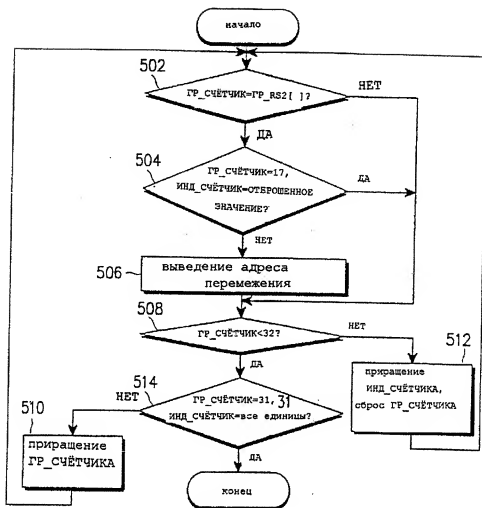 начало
502
ГР_СЧЁТЧИК=ГР_RS2[ ]?
НЕТ
ДА
504
ГР_СЧЁТЧИК=17,
ИНД_СЧЁТЧИК=ОТБРОШЕННОЕ
ЗНАЧЕНИЕ?
ДА
НЕТ
506
выведение адреса
перемежения
508
ГР_СЧЁТЧИК<32?
НЕТ
512
ДА
приращение
ИНД_СЧЁТЧИКА,
сброс ГР_СЧЁТЧИКА
514
НЕТ
ГР_СЧЁТЧИК=31, 31
ИНД_СЧЁТЧИК=все единицы?
510
приращение
ГР_СЧЁТЧИКА
ДА
конец